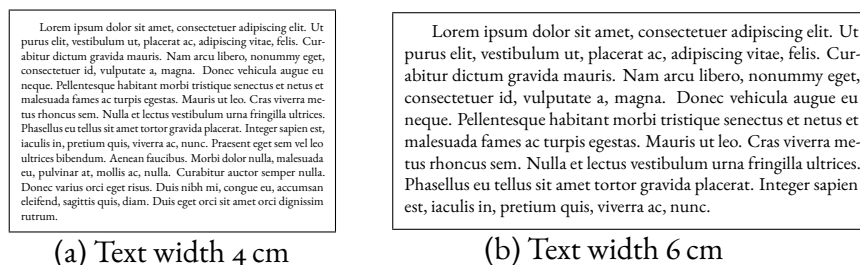 Lorem ipsum dolor sit amet, consectetuer adipiscing elit. Ut
purus elit, vestibulum ut, placerat ac, adipiscing vitae, felis. Cur-
abitur dictum gravida mauris. Nam arcu libero, nonummy eget,
consectetuer id, vulputate a, magna. Donec vehicula augue eu
neque. Pellentesque habitant morbi tristique senectus et netus et
malesuada fames ac turpis egestas. Mauris ut leo. Cras viverra me-
tus rhoncus sem. Nulla et lectus vestibulum urna fringilla ultrices.
Phasellus eu tellus sit amet tortor gravida placerat. Integer sapien est,
iaculis in, pretium quis, viverra ac, nunc. Praesent eget sem vel leo
ultrices bibendum. Aenean faucibus. Morbi dolor nulla, malesuada
eu, pulvinar at, mollis ac, nulla. Curabitur auctor semper nulla.
Donec varius orci eget risus. Duis nibh mi, congue eu, accumsan
eleifend, sagittis quis, diam. Duis eget orci sit amet orci dignissim
rutrum.
(a) Text width 4 cm
Lorem ipsum dolor sit amet, consectetuer adipiscing elit. Ut
purus elit, vestibulum ut, placerat ac, adipiscing vitae, felis. Cur-
abitur dictum gravida mauris. Nam arcu libero, nonummy eget,
consectetuer id, vulputate a, magna. Donec vehicula augue eu
neque. Pellentesque habitant morbi tristique senectus et netus et
malesuada fames ac turpis egestas. Mauris ut leo. Cras viverra me-
tus rhoncus sem. Nulla et lectus vestibulum urna fringilla ultrices.
Phasellus eu tellus sit amet tortor gravida placerat. Integer sapien
est, iaculis in, pretium quis, viverra ac, nunc.
(b) Text width 6 cm